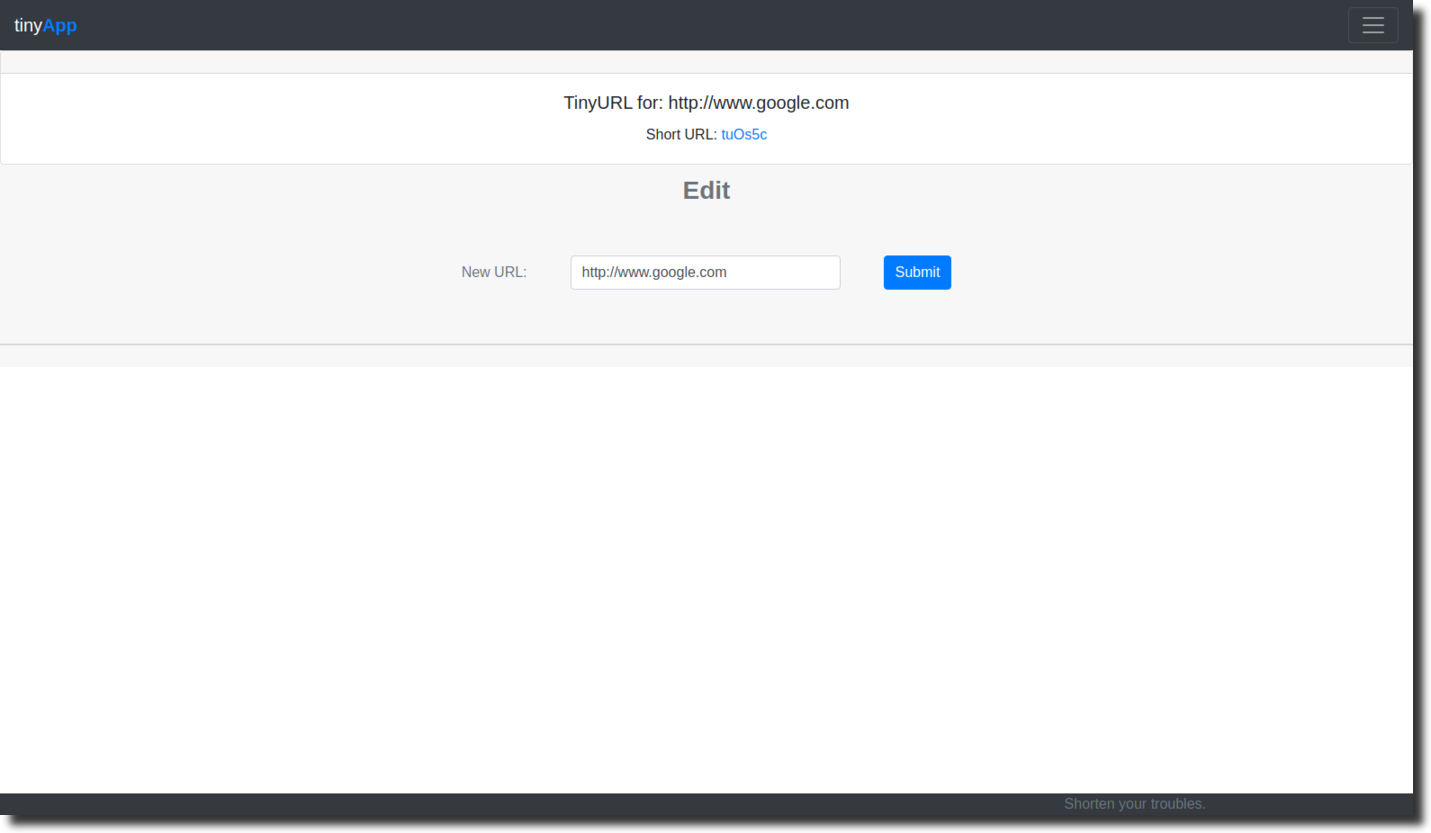 tinyApp
TinyURL for: http://www.google.com
Short URL: tuOs5c
Edit
New URL: http://www.google.com Submit
Shorten your troubles.